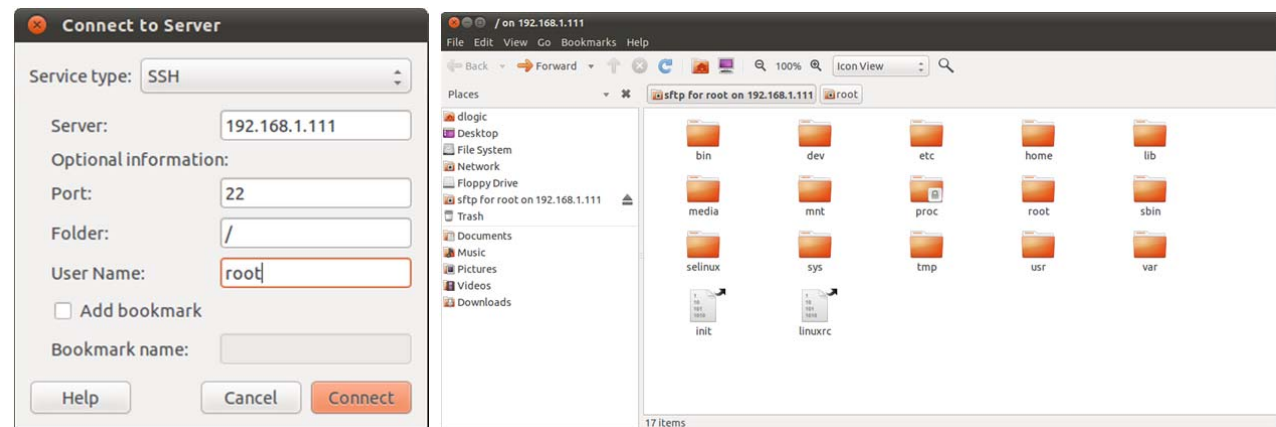 Connect to Server
Service type: SSH
Server: 192.168.1.111
Optional information:
Port: 22
Folder: /
User Name: root
Add bookmark
Bookmark name:
Help Cancel Connect
/ on 192.168.1.111
File Edit View Go Bookmarks Help
Back Forward 100% Icon View
Places sftp for root on 192.168.1.111 root
dlogic
Desktop
File System
Network
Floppy Drive
sftp for root on 192.168.1.111
Trash
Documents
Music
Pictures
Videos
Downloads
bin dev etc home lib
media mnt proc root sbin
selinux sys tmp usr var
init linuxrc
17 items